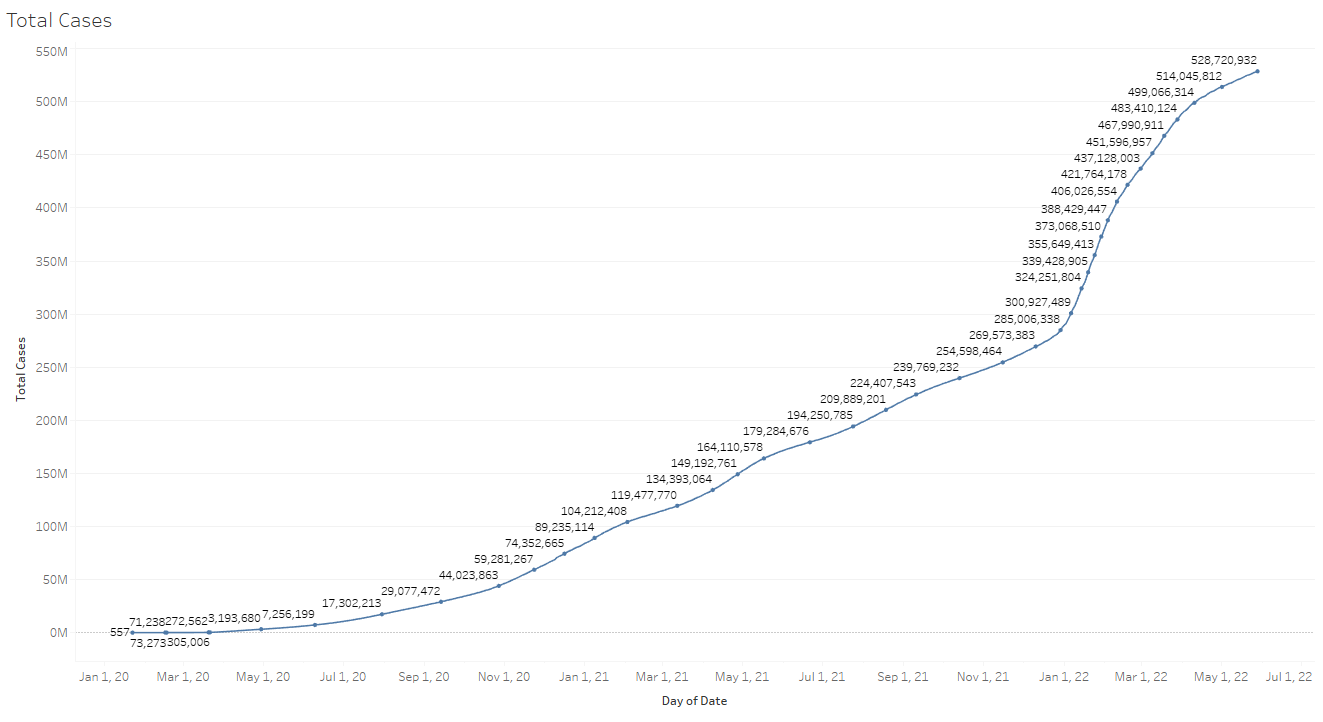 Total Cases
550M
500M
450M
400M
350M
300M
250M
200M
150M
100M
50M
0M
Total Cases
528,720,932
514,045,812
499,066,314
483,410,124
467,990,911
451,596,957
437,128,003
421,764,178
406,026,554
388,429,447
373,068,510
355,649,413
339,428,905
324,251,804
300,927,489
285,006,338
269,573,383
254,598,464
239,769,232
224,407,543
209,889,201
194,250,785
179,284,676
164,110,578
149,192,761
134,393,064
119,477,770
104,212,408
89,235,114
74,352,665
59,281,267
44,023,863
29,077,472
17,302,213
7,256,199
3,193,680
272,562
71,238
557
73,273
305,006
Jan 1, 20 Mar 1, 20 May 1, 20 Jul 1, 20 Sep 1, 20 Nov 1, 20 Jan 1, 21 Mar 1, 21 May 1, 21 Jul 1, 21 Sep 1, 21 Nov 1, 21 Jan 1, 22 Mar 1, 22 May 1, 22 Jul 1, 22
Day of Date